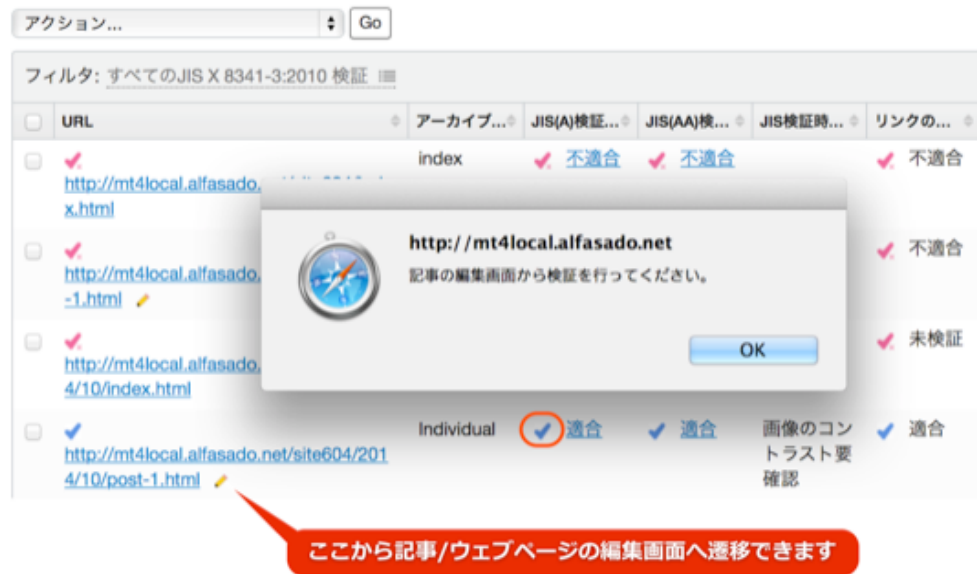 アクション... Go
フィルタ: すべてのJIS X 8341-3:2010 検証
URL アーカイブ... JIS(A)検証... JIS(AA)検... JIS検証時... リンクの...
index 不適合 不適合 不適合
http://mt4local.alfasado.
x.html
不適合
http://mt4local.alfasado.
-1.html
未検証
http://mt4local.alfasado.
4/10/index.html
http://mt4local.alfasado.net
記事の編集画面から検証を行ってください。
OK
Individual 適合 適合 画像のコン 適合
http://mt4local.alfasado.net/site604/201 トラスト要
4/10/post-1.html 確認
ここから記事/ウェブページの編集画面へ遷移できます